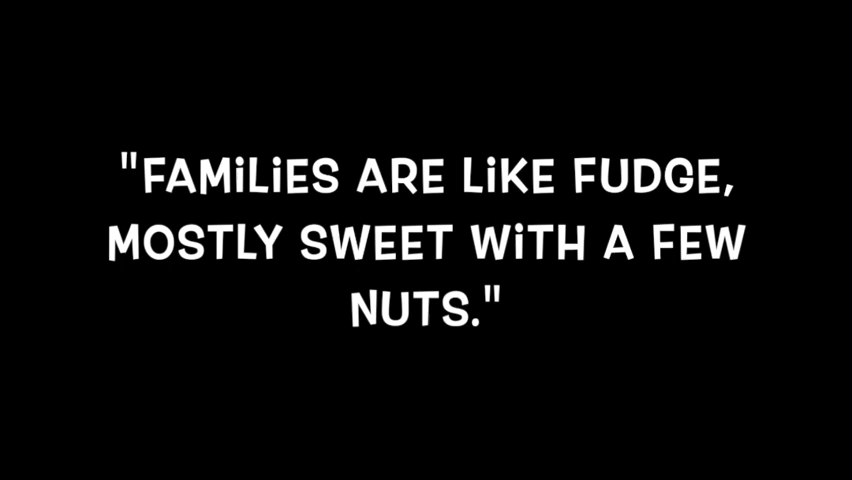 "FAMiLiES ARE LiKE FUDGE,
MOSTLY SWEET WiTH A FEW
NUTS."